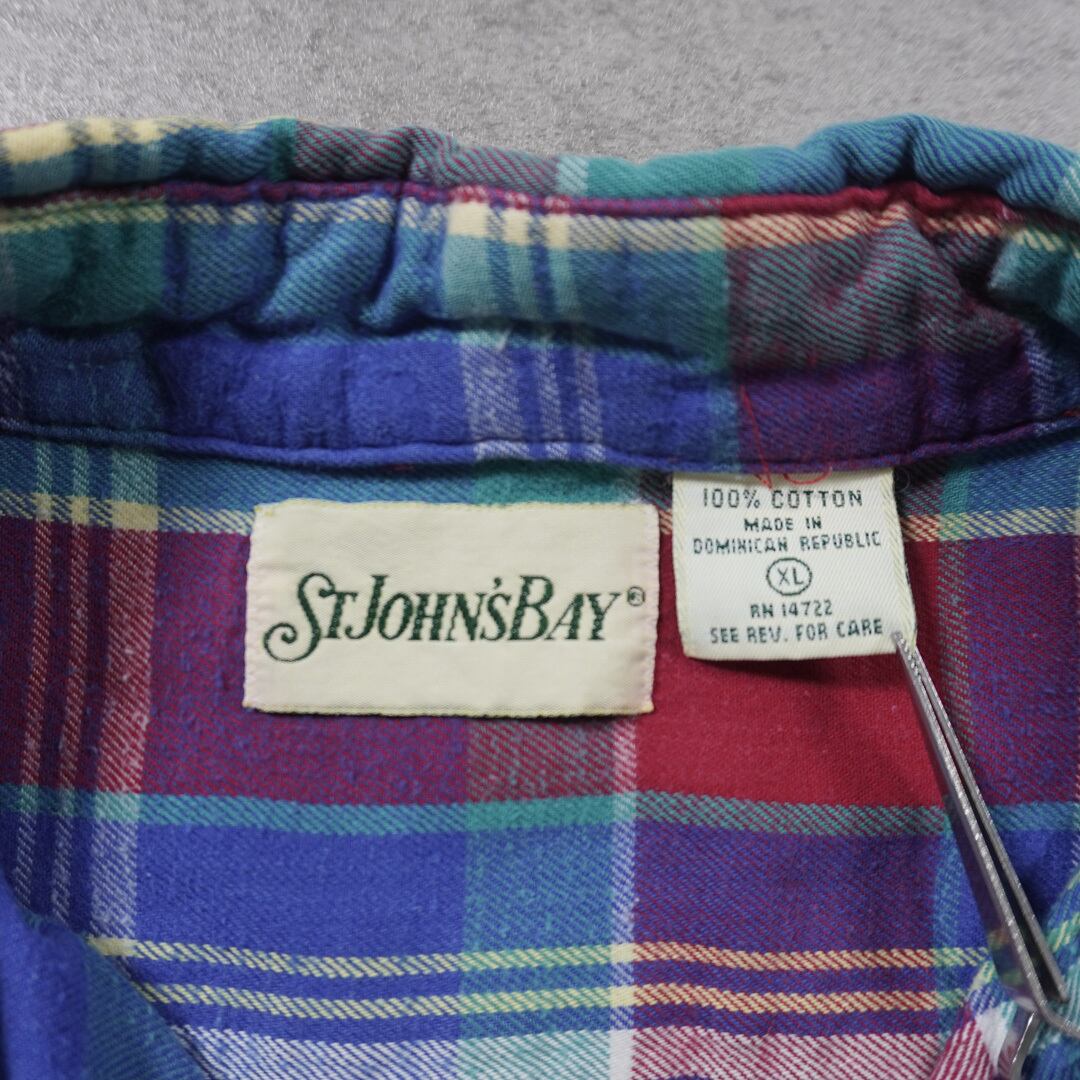 STJOHN'SBAY®
100% COTTON
MADE IN
DOMINICAN REPUBLIC
XL
RN 14722
SEE REV. FOR CARE